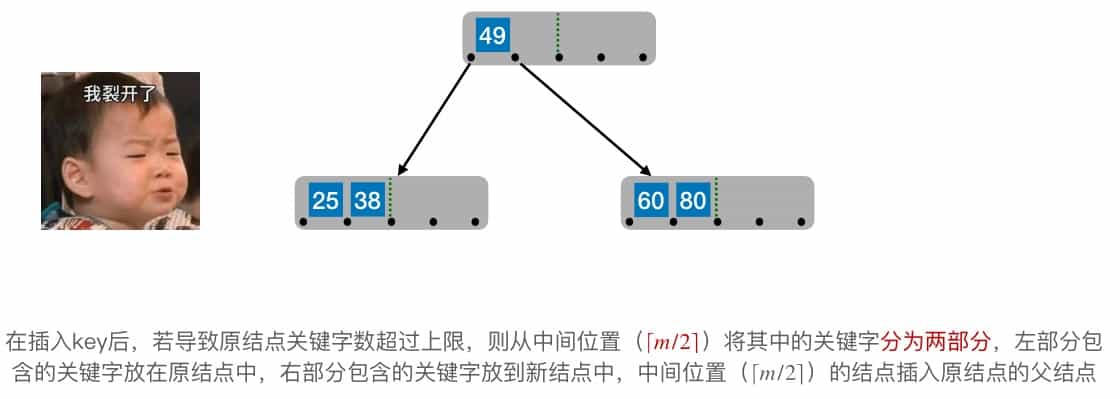 49
我裂开了
25 38
60 80
在插入key后，若导致原结点关键字数超过上限，则从中间位置（⌈m/2⌉）将其中的关键字分为两部分，左部分包
含的关键字放在原结点中，右部分包含的关键字放到新结点中，中间位置（⌈m/2⌉）的结点插入原结点的父结点